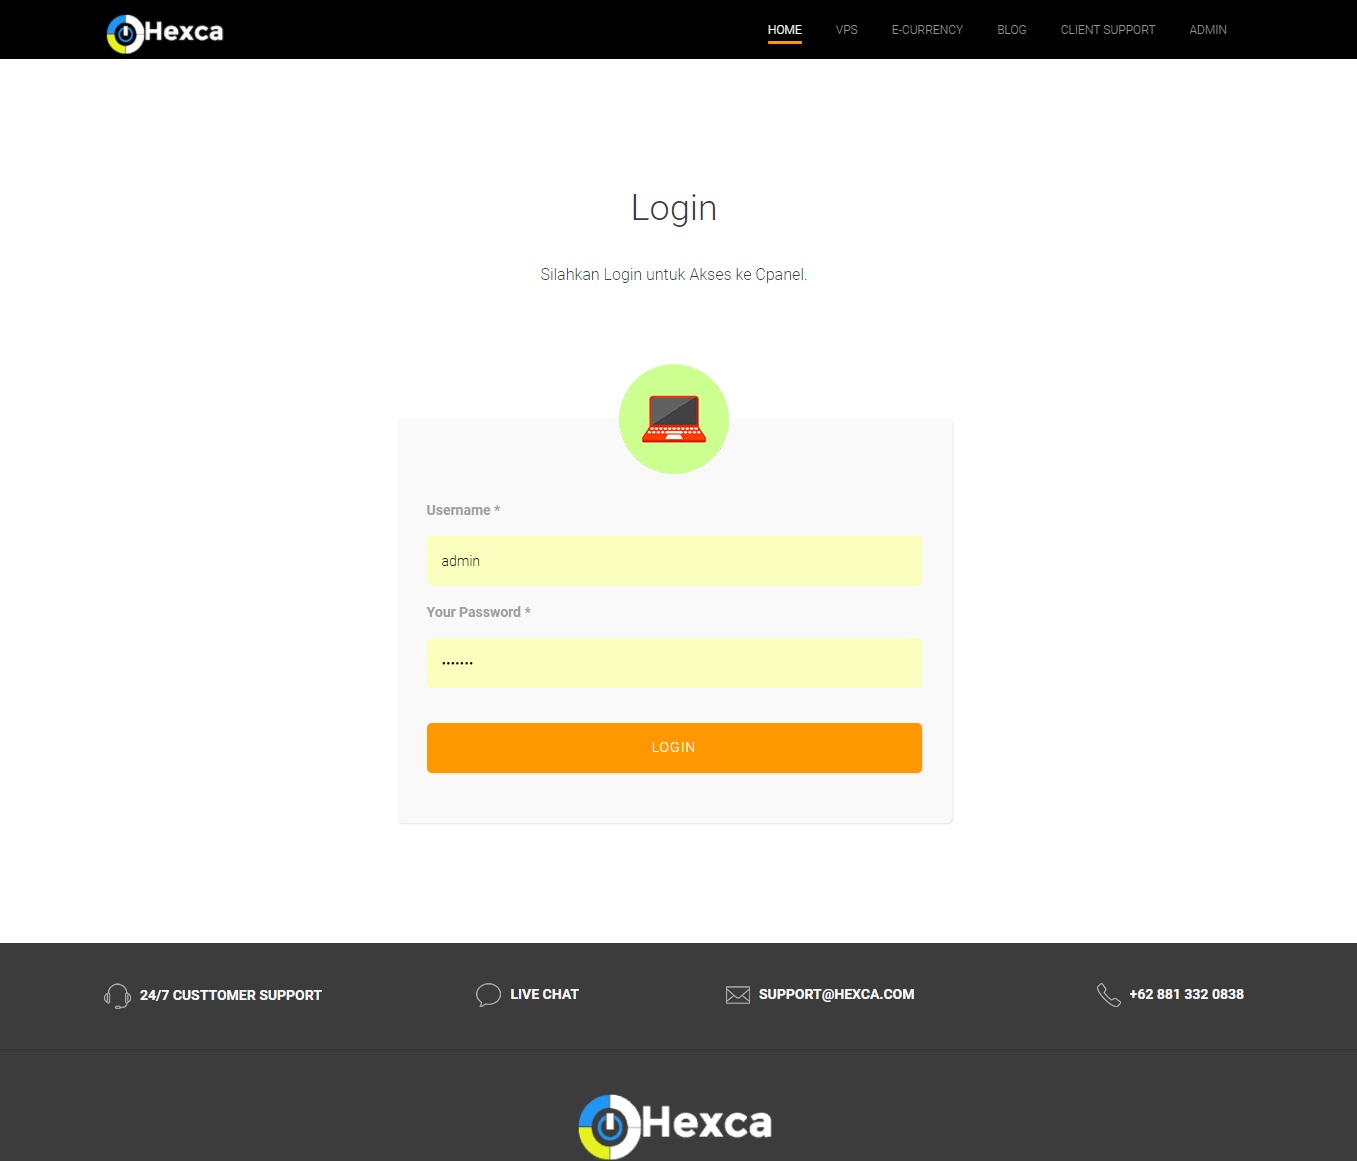 Hexca
HOME VPS E-CURRENCY BLOG CLIENT SUPPORT ADMIN
Login
Silahkan Login untuk Akses ke Cpanel.
Username *
admin
Your Password *
•••••••
LOGIN
24/7 CUSTTOMER SUPPORT
LIVE CHAT
SUPPORT@HEXCA.COM
+62 881 332 0838
Hexca